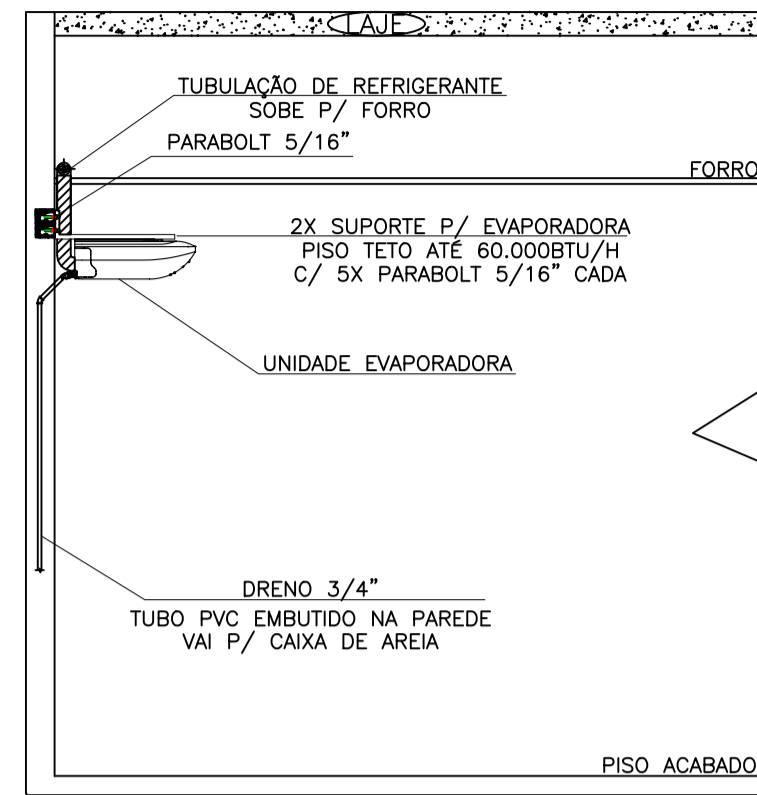 LAJE
TUBULAÇÃO DE REFRIGERANTE
SOBE P/ FORRO
PARABOLT 5/16"
FORRO
2X SUPORTE P/ EVAPORADORA
PISO TETO ATÉ 60.000BTU/H
C/ 5X PARABOLT 5/16" CADA
UNIDADE EVAPORADORA
DRENO 3/4"
TUBO PVC EMBUTIDO NA PAREDE
VAI P/ CAIXA DE AREIA
PISO ACABADO